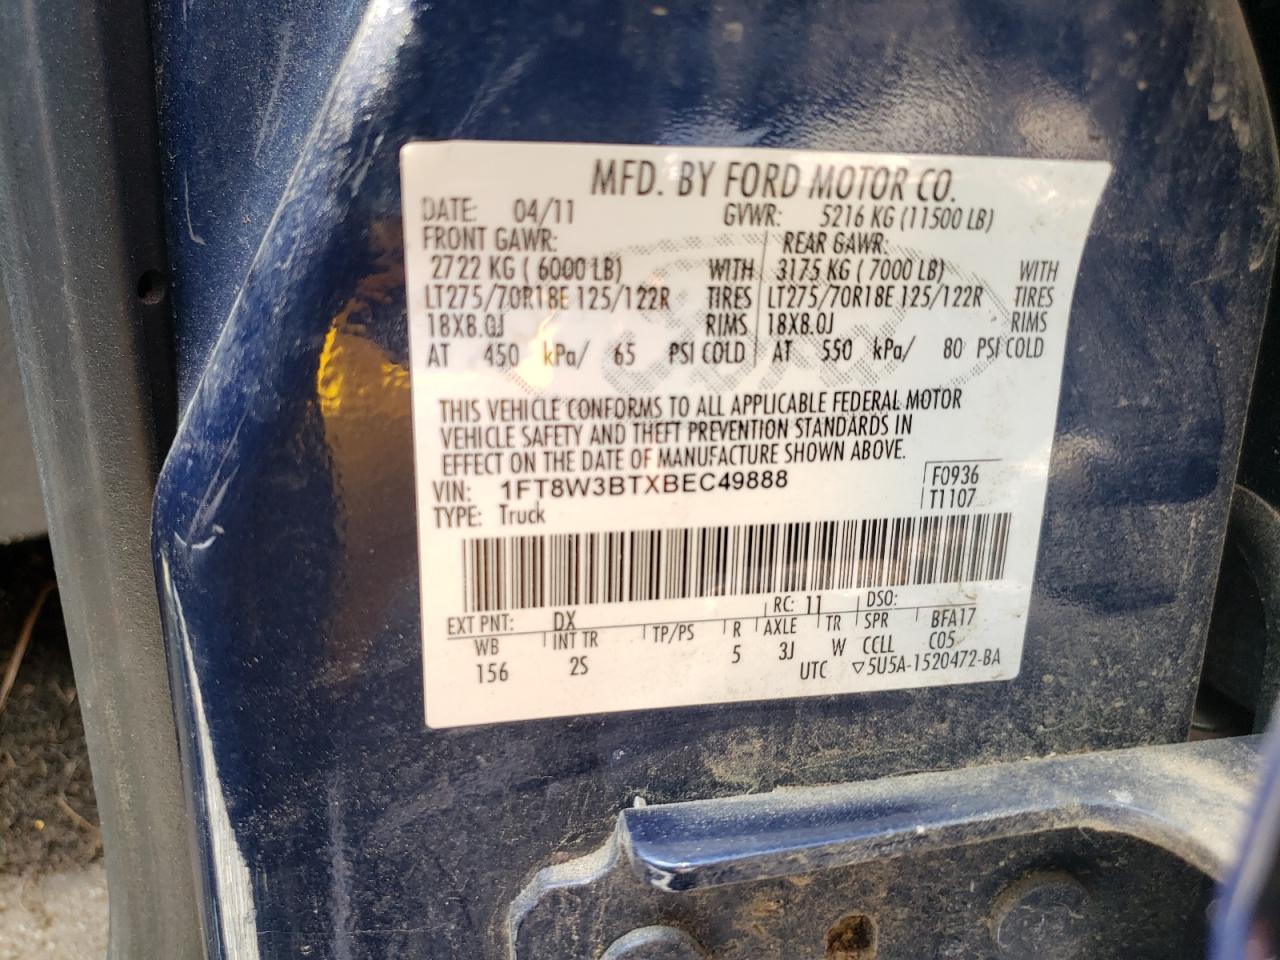 MFD. BY FORD MOTOR CO.
DATE: 04/11 GVWR: 5216 KG (11500 LB)
FRONT GAWR: REAR GAWR:
2722 KG ( 6000 LB) WITH 3175 KG ( 7000 LB) WITH
LT275/70R18E 125/122R TIRES LT275/70R18E 125/122R TIRES
18X8.0J RIMS 18X8.0J RIMS
AT 450 kPa/ 65 PSI COLD AT 550 kPa/ 80 PSI COLD
THIS VEHICLE CONFORMS TO ALL APPLICABLE FEDERAL MOTOR
VEHICLE SAFETY AND THEFT PREVENTION STANDARDS IN
EFFECT ON THE DATE OF MANUFACTURE SHOWN ABOVE.
VIN: 1FT8W3BTXBEC49888 F0936
TYPE: Truck T1107
EXT PNT: DX RC: 11 DSO:
WB INT TR TP/PS R AXLE TR SPR BFA17
156 2S 5 3J W CCLL C05
UTC ▽5U5A-1520472-BA